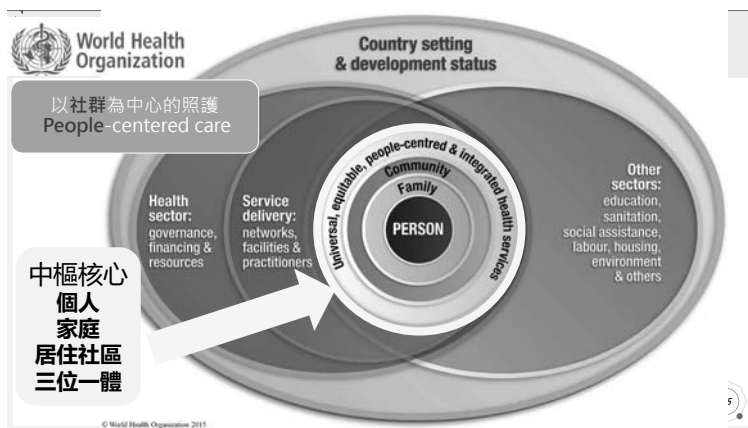 World Health
Organization
Country setting
& development status
以社群為中心的照護
People-centered care
Universal, equitable, people-centred & integrated health services
Community
Family
PERSON
Health
sector:
governance,
financing &
resources
Service
delivery:
networks,
facilities &
practitioners
Other
sectors:
education,
sanitation,
social assistance,
labour, housing,
environment
& others
中樞核心
個人
家庭
居住社區
三位一體
© World Health Organization 2015